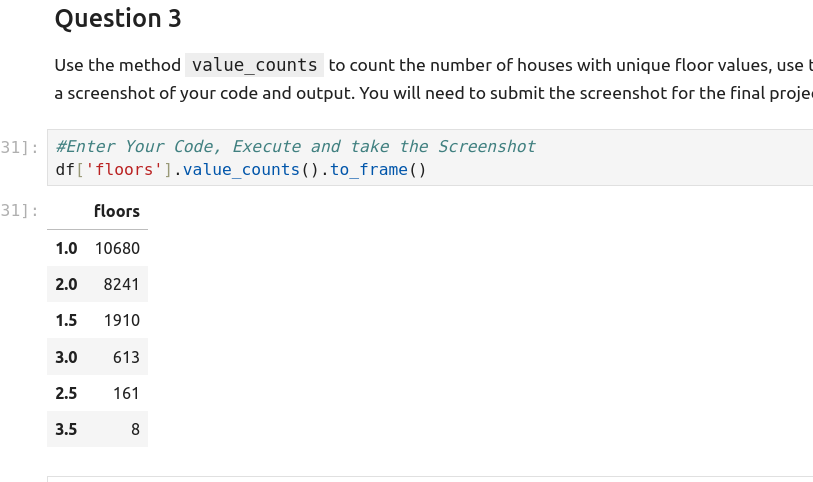 Question 3
Use the method value_counts to count the number of houses with unique floor values, use
a screenshot of your code and output. You will need to submit the screenshot for the final
31]: #Enter Your Code, Execute and take the Screenshot
df['floors'].value_counts().to_frame()
31]: floors
1.0 10680
2.0 8241
1.5 1910
3.0 613
2.5 161
3.5 8